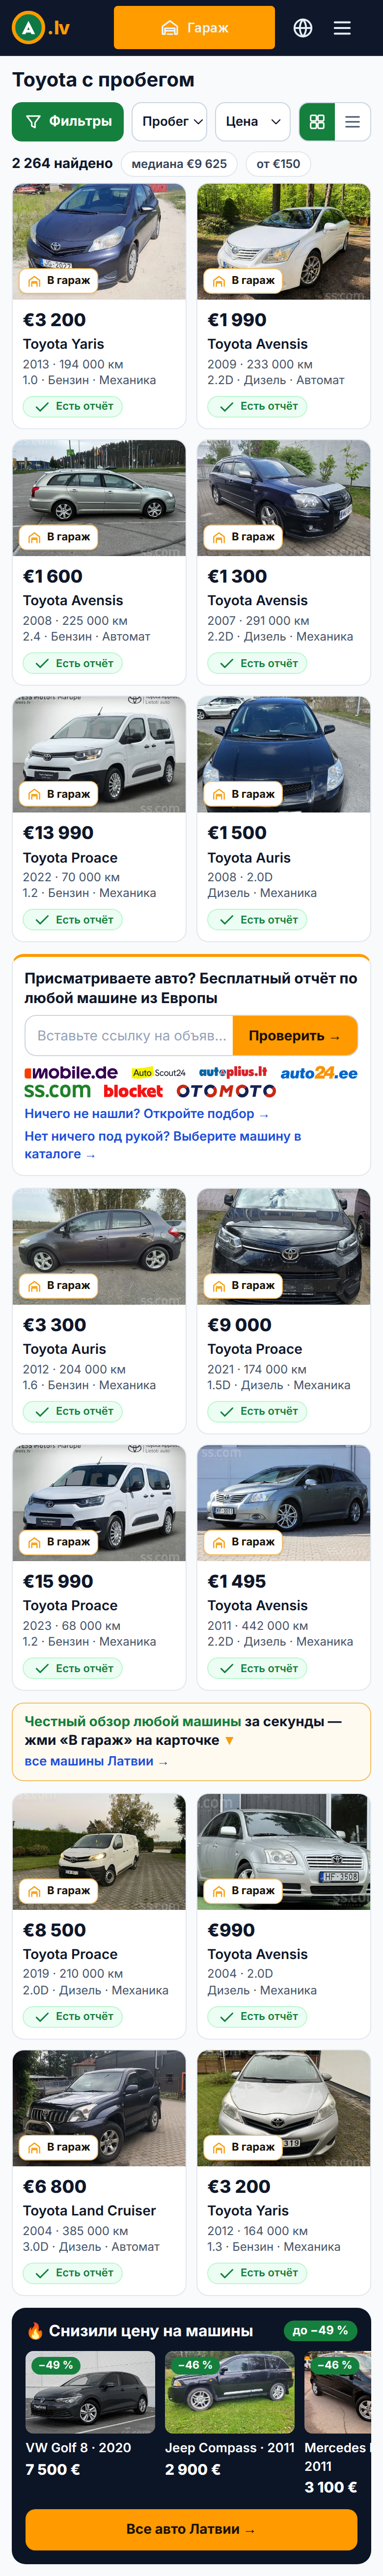 A .lv
Гараж
Toyota с пробегом
Фильтры
Пробег
Цена
2 264 найдено
медиана €9 625
от €150
ss.com
В гараж
В гараж
€3 200
Toyota Yaris
2013 · 194 000 км
1.0 · Бензин · Механика
Есть отчёт
€1 990
Toyota Avensis
2009 · 233 000 км
2.2D · Дизель · Автомат
Есть отчёт
ss.com
В гараж
В гараж
€1 600
Toyota Avensis
2008 · 225 000 км
2.4 · Бензин · Автомат
Есть отчёт
€1 300
Toyota Avensis
2007 · 291 000 км
2.2D · Дизель · Механика
Есть отчёт
ss.com
В гараж
В гараж
€13 990
Toyota Proace
2022 · 70 000 км
1.2 · Бензин · Механика
Есть отчёт
€1 500
Toyota Auris
2008 · 2.0D
Дизель · Механика
Есть отчёт
Присматриваете авто? Бесплатный отчёт по
любой машине из Европы
Вставьте ссылку на объяв...
Проверить →
mobile.de
AutoScout24
autoplius.lt
auto24.ee
ss.com
blocket
OTOMOTO
Ничего не нашли? Откройте подбор →
Нет ничего под рукой? Выберите машину в
каталоге →
ss.com
В гараж
В гараж
€3 300
Toyota Auris
2012 · 204 000 км
1.6 · Бензин · Механика
Есть отчёт
€9 000
Toyota Proace
2021 · 174 000 км
1.5D · Дизель · Механика
Есть отчёт
ss.com
В гараж
В гараж
€15 990
Toyota Proace
2023 · 68 000 км
1.2 · Бензин · Механика
Есть отчёт
€1 495
Toyota Avensis
2011 · 442 000 км
2.2D · Дизель · Механика
Есть отчёт
Честный обзор любой машины за секунды —
жми «В гараж» на карточке ▼
все машины Латвии →
HF-3508
В гараж
В гараж
€8 500
Toyota Proace
2019 · 210 000 км
2.0D · Дизель · Механика
Есть отчёт
€990
Toyota Avensis
2004 · 2.0D
Дизель · Механика
Есть отчёт
ss.com
В гараж
В гараж
€6 800
Toyota Land Cruiser
2004 · 385 000 км
3.0D · Дизель · Автомат
Есть отчёт
€3 200
Toyota Yaris
2012 · 164 000 км
1.3 · Бензин · Механика
Есть отчёт
🔥 Снизили цену на машины
до −49 %
−49 %
−46 %
−46 %
VW Golf 8 · 2020
7 500 €
Jeep Compass · 2011
2 900 €
Mercedes
2011
3 100 €
Все авто Латвии →